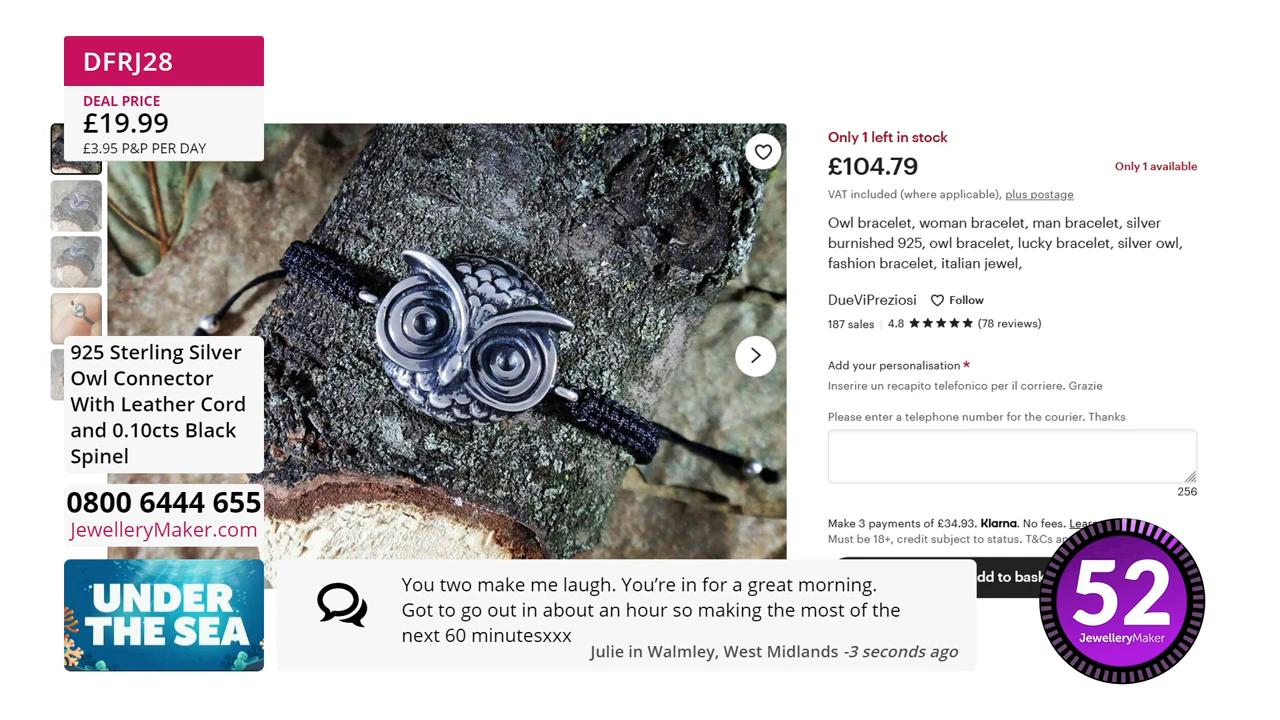 DFRJ28
DEAL PRICE
£19.99
£3.95 P&P PER DAY
925 Sterling Silver
Owl Connector
With Leather Cord
and 0.10cts Black
Spinel
0800 6444 655
JewelleryMaker.com
UNDER
THE SEA
Only 1 left in stock
£104.79
Only 1 available
VAT included (where applicable), plus postage
Owl bracelet, woman bracelet, man bracelet, silver
burnished 925, owl bracelet, lucky bracelet, silver owl,
fashion bracelet, italian jewel,
DueViPreziosi
Follow
187 sales
4.8
(78 reviews)
Add your personalisation *
Inserire un recapito telefonico per il corriere. Grazie
Please enter a telephone number for the courier. Thanks
256
Make 3 payments of £34.93. Klarna. No fees.
Must be 18+, credit subject to status. T&Cs
to
You two make me laugh. You're in for a great morning.
Got to go out in about an hour so making the most of the
next 60 minutesxxx
Julie in Walmley, West Midlands -3 seconds ago
52
JewelleryMaker